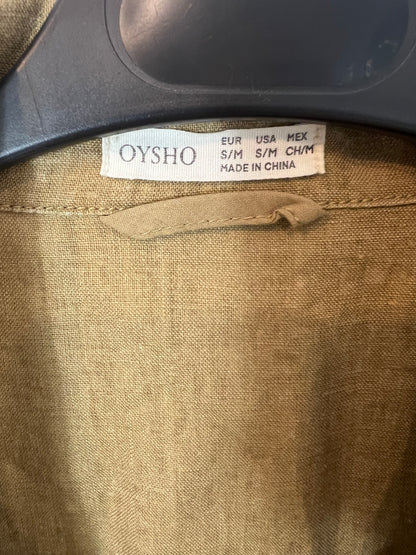 OYSHO
EUR USA MEX
S/M S/M CH/M
MADE IN CHINA